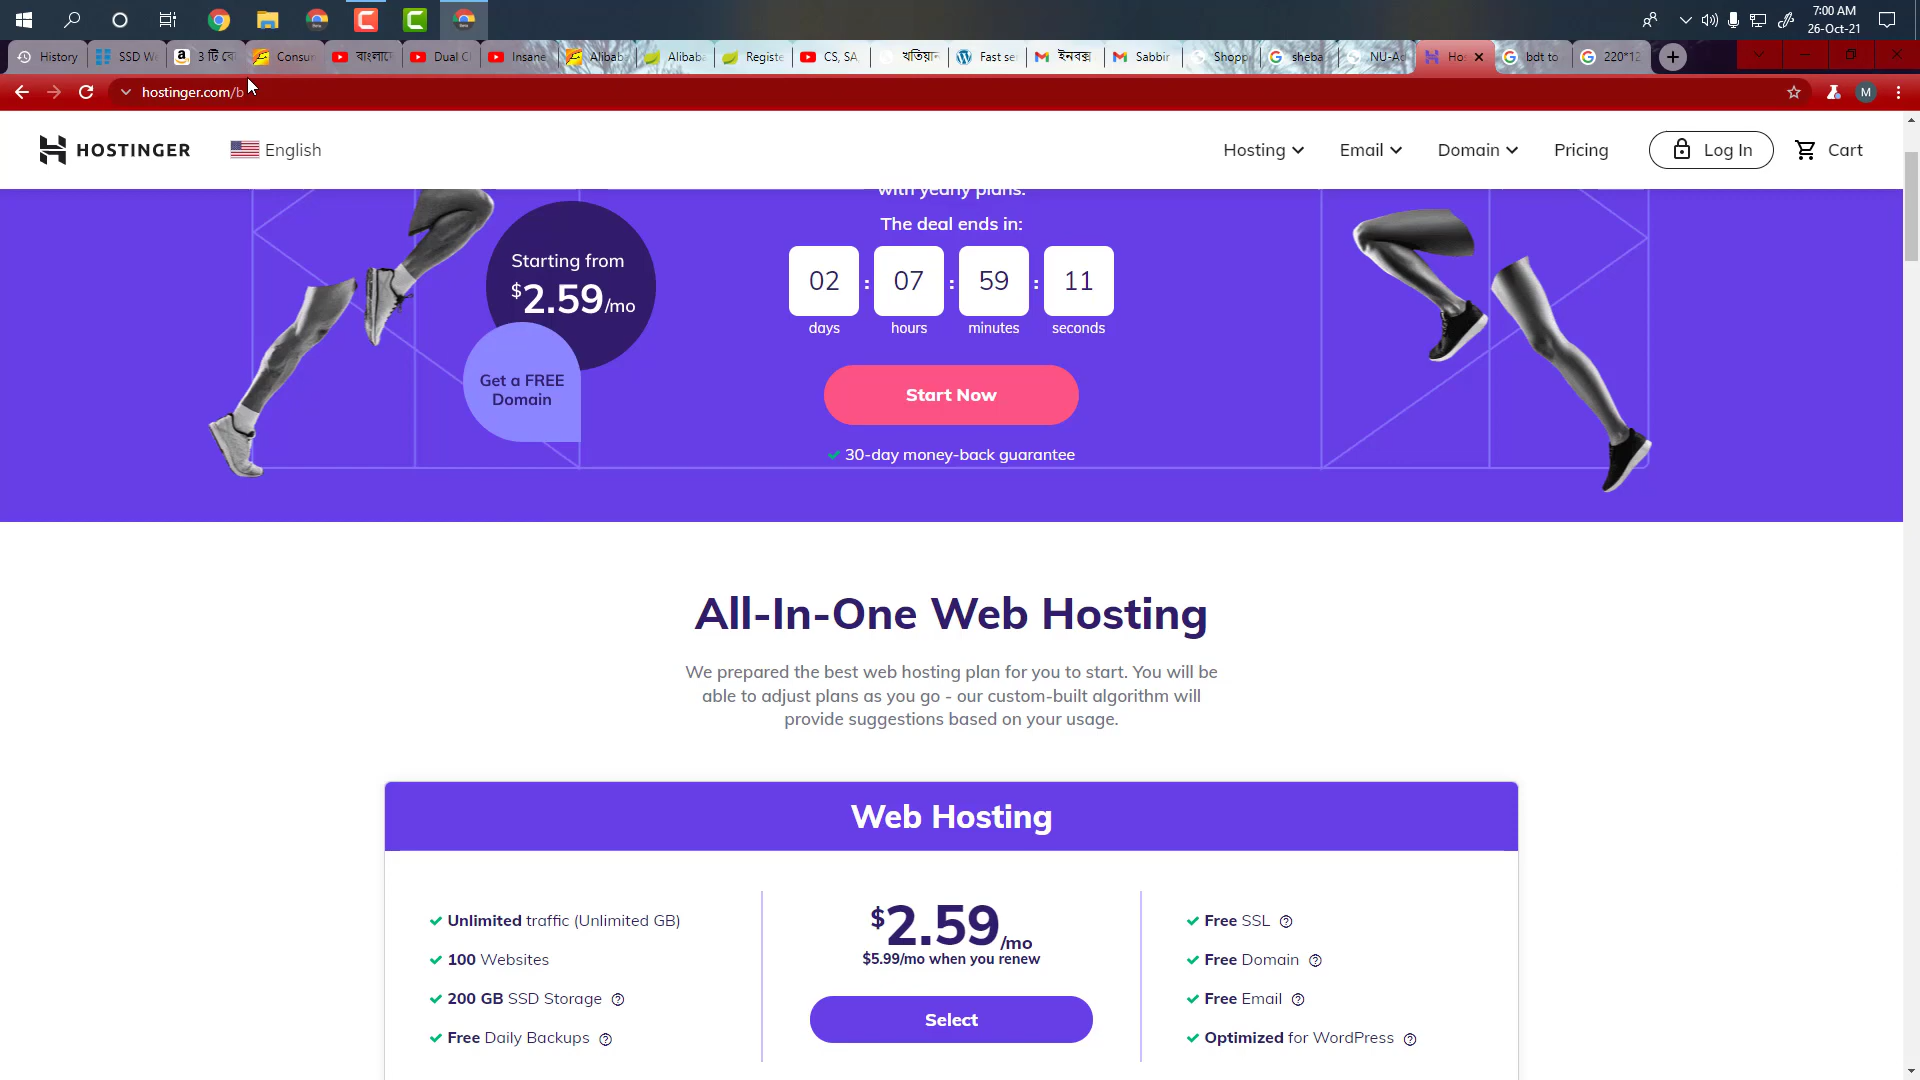 7:00 AM
26-Oct-21
History
SSD We
3 টি বে
Consum
বাংলাদে
Dual C
Insane
Alibab
Alibaba
Registe
CS, SA
খতিয়ান
Fast se
ইনবক্স
Sabbir
Shopp
sheba
NU-Ad
Hos
bdt to
220*12
hostinger.com/b
M
HOSTINGER
English
Hosting
Email
Domain
Pricing
Log In
Cart
with yearly plans.
The deal ends in:
Starting from
$2.59/mo
02 : 07 : 59 : 11
days hours minutes seconds
Get a FREE
Domain
Start Now
30-day money-back guarantee
All-In-One Web Hosting
We prepared the best web hosting plan for you to start. You will be
able to adjust plans as you go - our custom-built algorithm will
provide suggestions based on your usage.
Web Hosting
Unlimited traffic (Unlimited GB)
100 Websites
200 GB SSD Storage
Free Daily Backups
$2.59/mo
$5.99/mo when you renew
Select
Free SSL
Free Domain
Free Email
Optimized for WordPress